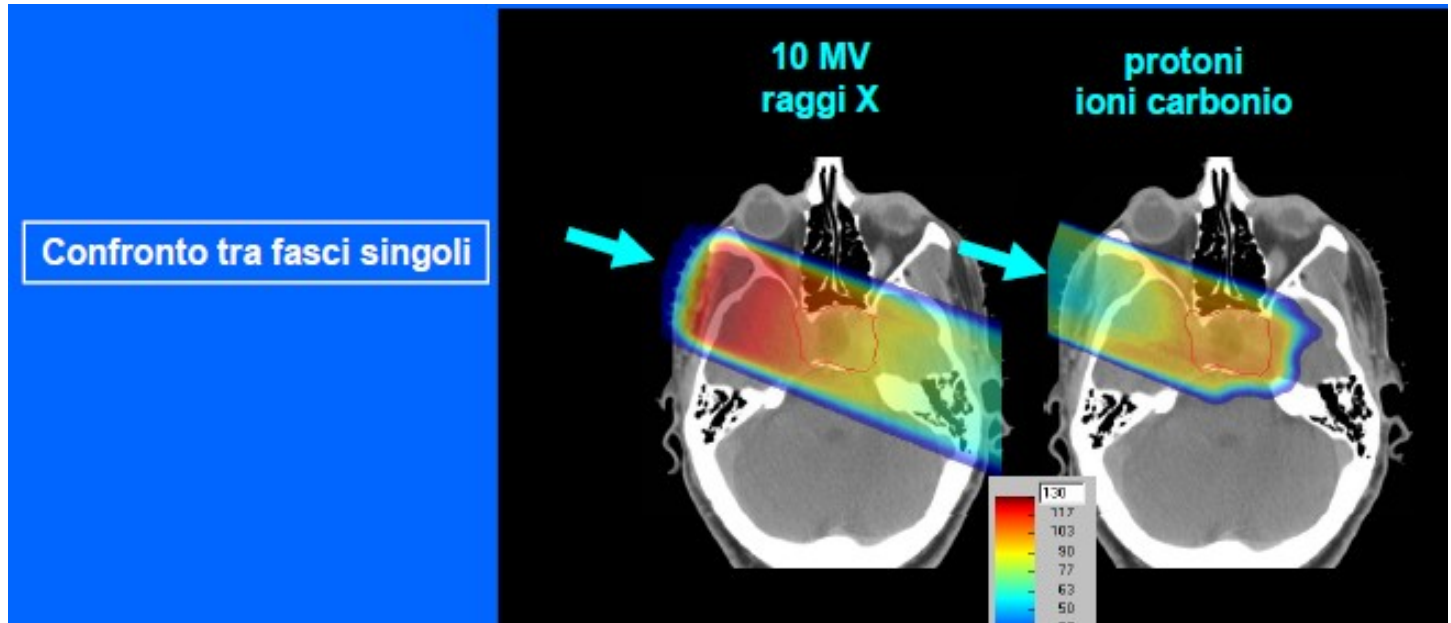 10 MV
raggi X
protoni
ioni carbonio
Confronto tra fasci singoli
130
117
103
90
77
63
50